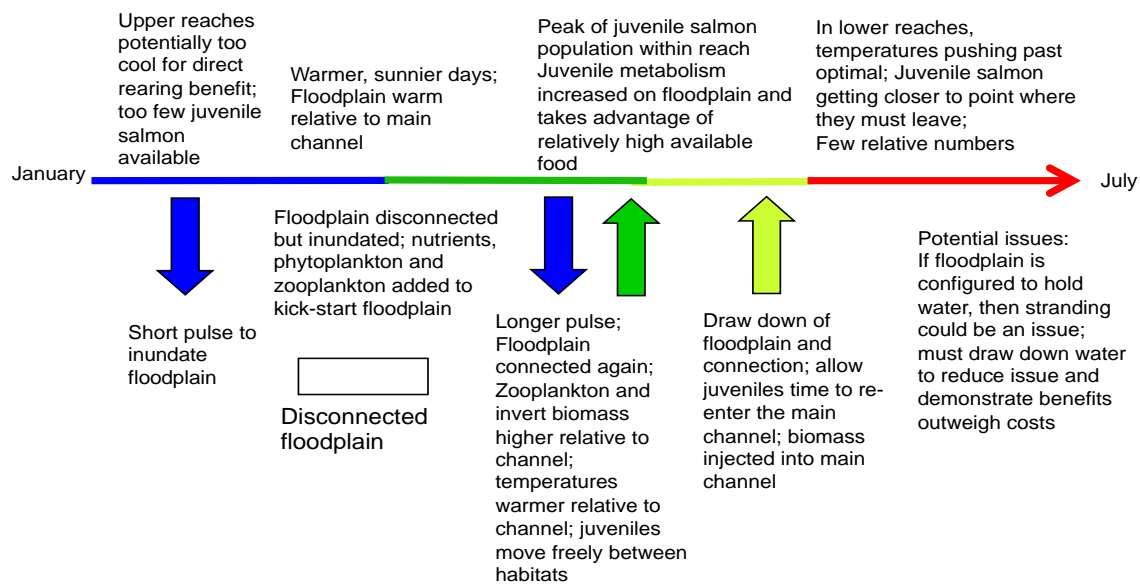 Upper reaches
potentially too
cool for direct
rearing benefit;
too few juvenile
salmon
available
Warmer, sunnier days;
Floodplain warm
relative to main
channel
Peak of juvenile salmon
population within reach
Juvenile metabolism
increased on floodplain and
takes advantage of
relatively high available
food
In lower reaches,
temperatures pushing past
optimal; Juvenile salmon
getting closer to point where
they must leave;
Few relative numbers
January
July
Short pulse to
inundate
floodplain
Floodplain disconnected
but inundated; nutrients,
phytoplankton and
zooplankton added to
kick-start floodplain
Disconnected
floodplain
Longer pulse;
Floodplain
connected again;
Zooplankton and
invert biomass
higher relative to
channel;
temperatures
warmer relative to
channel; juveniles
move freely between
habitats
Draw down of
floodplain and
connection; allow
juveniles time to re-
enter the main
channel; biomass
injected into main
channel
Potential issues:
If floodplain is
configured to hold
water, then stranding
could be an issue;
must draw down water
to reduce issue and
demonstrate benefits
outweigh costs